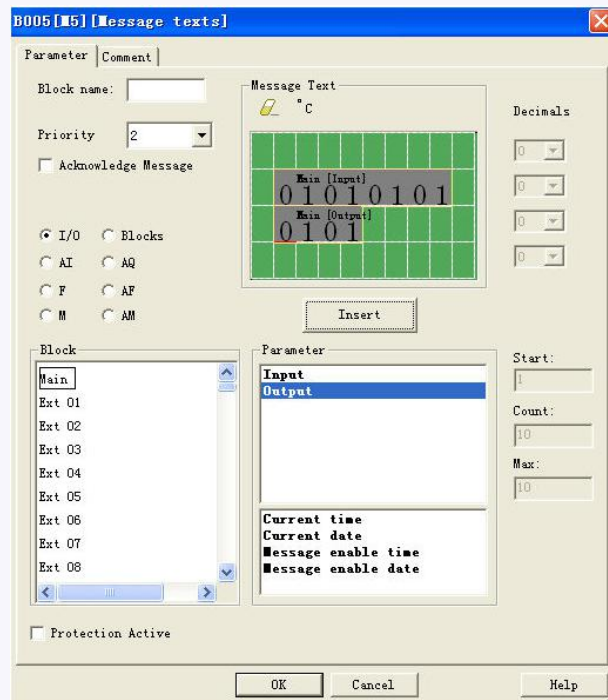 B005[M5][Message texts]
Parameter
Comment
Block name:
Message Text
°C
Decimals
Priority
2
0
Acknowledge Message
0
Main [Input]
0 1 0 1 0 1 0 1
0
Main [Output]
0 1 0 1
I/O
Blocks
0
AI
AQ
F
AF
M
AM
Insert
Block
Parameter
Start:
Main
Input
1
Output
Ext 01
Count:
Ext 02
10
Ext 03
Max:
Ext 04
10
Ext 05
Ext 06
Current time
Current date
Ext 07
Message enable time
Message enable date
Ext 08
Protection Active
OK
Cancel
Help